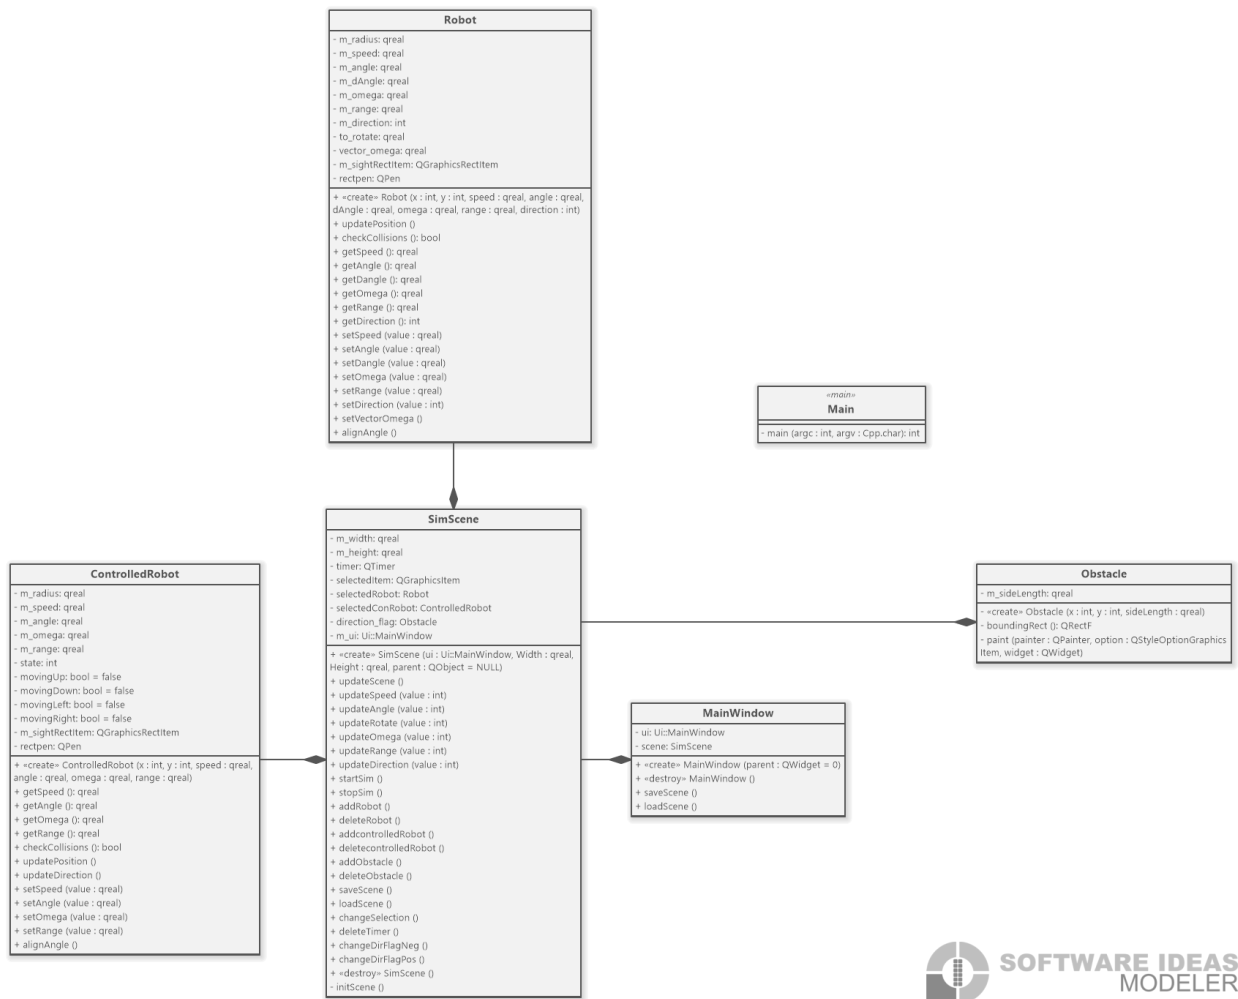 Robot
- m_radius: qreal
- m_speed: qreal
- m_angle: qreal
- m_dAngle: qreal
- m_omega: qreal
- m_range: qreal
- m_direction: int
- to_rotate: qreal
- vector_omega: qreal
- m_sightRectItem: QGraphicsRectItem
- rectpen: QPen
+ «create» Robot (x : int, y : int, speed : qreal, angle : qreal,
dAngle : qreal, omega : qreal, range : qreal, direction : int)
+ updatePosition ()
+ checkCollisions (): bool
+ getSpeed (): qreal
+ getAngle (): qreal
+ getDangle (): qreal
+ getOmega (): qreal
+ getRange (): qreal
+ getDirection (): int
+ setSpeed (value : qreal)
+ setAngle (value : qreal)
+ setDangle (value : qreal)
+ setOmega (value : qreal)
+ setRange (value : qreal)
+ setDirection (value : int)
+ setVectorOmega ()
+ alignAngle ()
«main»
Main
- main (argc : int, argv : Cpp.char): int
SimScene
- m_width: qreal
- m_height: qreal
- timer: QTimer
- selectedItem: QGraphicsItem
- selectedRobot: Robot
- selectedConRobot: ControlledRobot
- direction_flag: Obstacle
- m_ui: Ui::MainWindow
+ «create» SimScene (ui : Ui::MainWindow, Width : qreal,
Height : qreal, parent : QObject = NULL)
+ updateScene ()
+ updateSpeed (value : int)
+ updateAngle (value : int)
+ updateRotate (value : int)
+ updateOmega (value : int)
+ updateRange (value : int)
+ updateDirection (value : int)
+ startSim ()
+ stopSim ()
+ addRobot ()
+ deleteRobot ()
+ addcontrolledRobot ()
+ deletecontrolledRobot ()
+ addObstacle ()
+ deleteObstacle ()
+ saveScene ()
+ loadScene ()
+ changeSelection ()
+ deleteTimer ()
+ changeDirFlagNeg ()
+ changeDirFlagPos ()
+ «destroy» SimScene ()
- initScene ()
ControlledRobot
- m_radius: qreal
- m_speed: qreal
- m_angle: qreal
- m_omega: qreal
- m_range: qreal
- state: int
- movingUp: bool = false
- movingDown: bool = false
- movingLeft: bool = false
- movingRight: bool = false
- m_sightRectItem: QGraphicsRectItem
- rectpen: QPen
+ «create» ControlledRobot (x : int, y : int, speed : qreal,
angle : qreal, omega : qreal, range : qreal)
+ getSpeed (): qreal
+ getAngle (): qreal
+ getOmega (): qreal
+ getRange (): qreal
+ checkCollisions (): bool
+ updatePosition ()
+ updateDirection ()
+ setSpeed (value : qreal)
+ setAngle (value : qreal)
+ setOmega (value : qreal)
+ setRange (value : qreal)
+ alignAngle ()
Obstacle
- m_sideLength: qreal
- «create» Obstacle (x : int, y : int, sideLength : qreal)
- boundingRect (): QRectF
- paint (painter : QPainter, option : QStyleOptionGraphics
Item, widget : QWidget)
MainWindow
- ui: Ui::MainWindow
- scene: SimScene
+ «create» MainWindow (parent : QWidget = 0)
+ «destroy» MainWindow ()
+ saveScene ()
+ loadScene ()
SOFTWARE IDEAS
MODELER